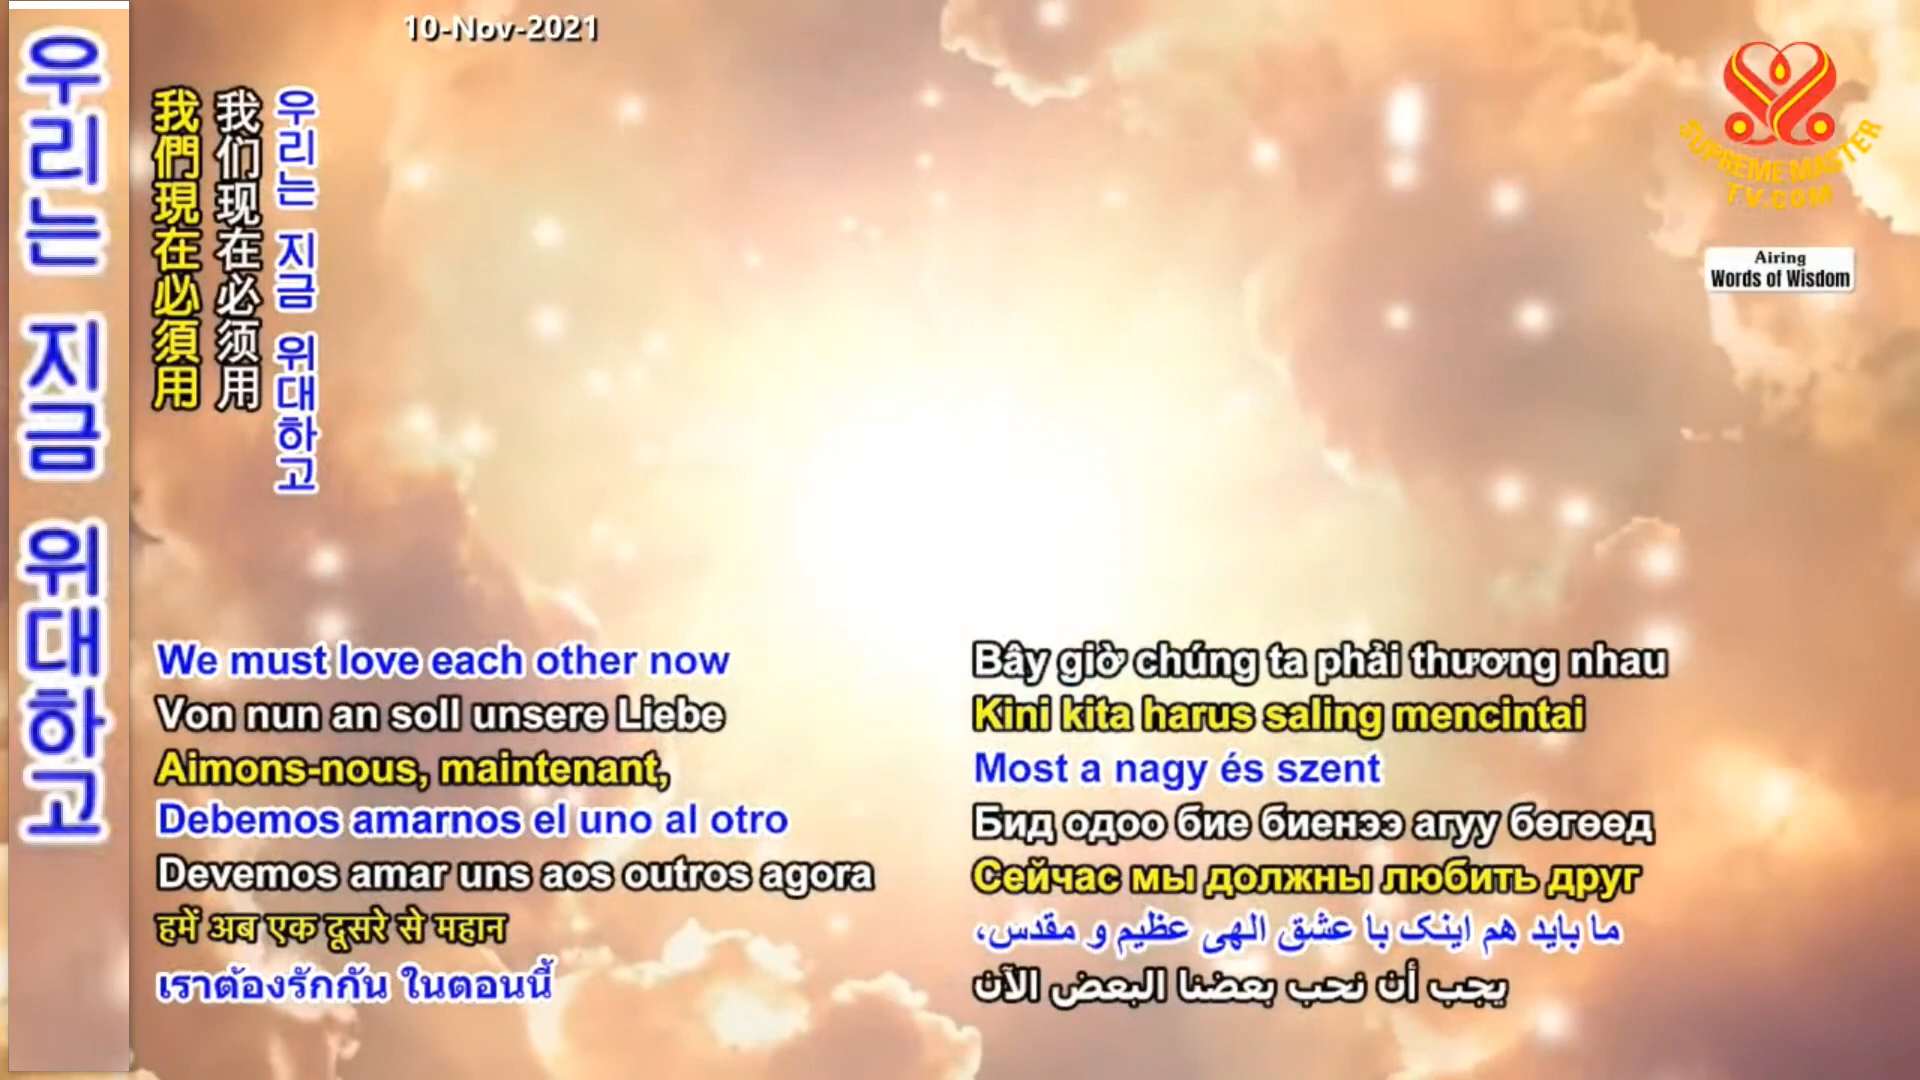 우리는 지금 위대하고
10-Nov-2021
我們現在必須用
我们现在必须用
우리는 지금 위대하고
SUPREME MASTER
TV.COM
Airing
Words of Wisdom
We must love each other now
Von nun an soll unsere Liebe
Aimons-nous, maintenant,
Debemos amarnos el uno al otro
Devemos amar uns aos outros agora
हमें अब एक दूसरे से महान
เราต้องรักกัน ในตอนนี้
Bây giờ chúng ta phải thương nhau
Kini kita harus saling mencintai
Most a nagy és szent
Бид одоо бие биенээ агуу бөгөөд
Сейчас мы должны любить друг
ما باید هم اینک با عشق الهی عظیم و مقدس،
يجب أن نحب بعضنا البعض الآن